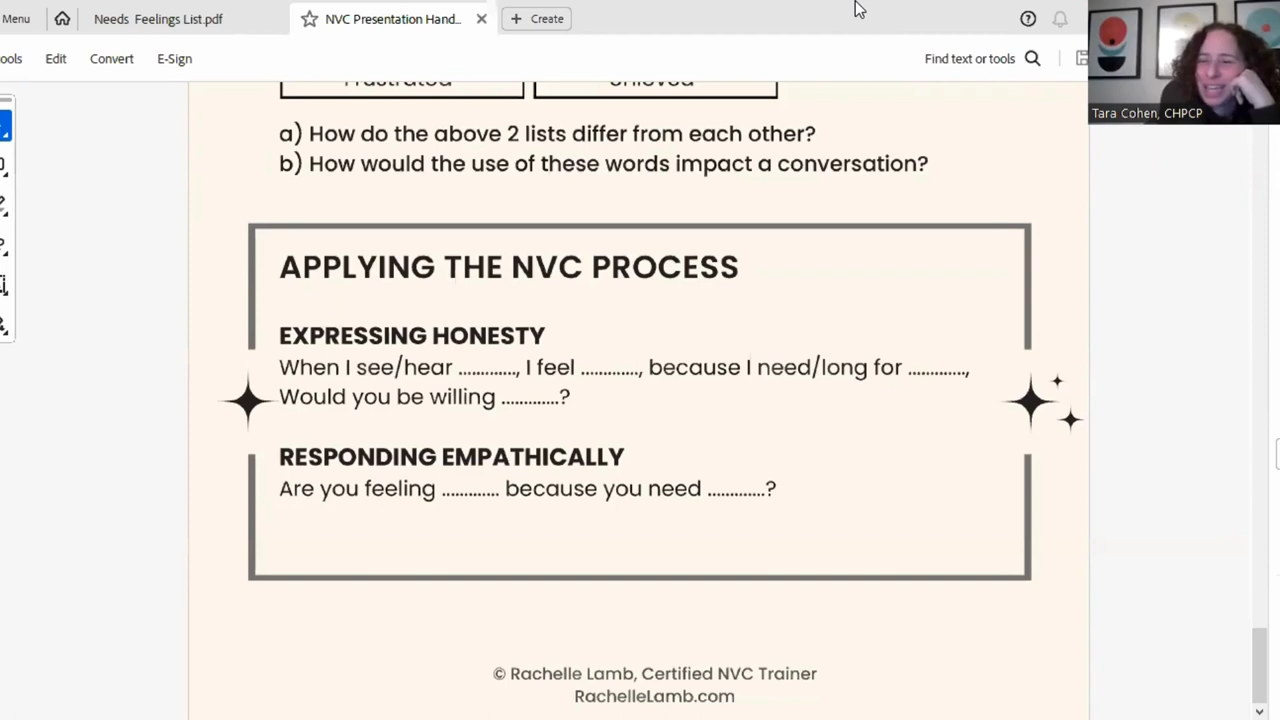 Menu
Needs Feelings List.pdf
NVC Presentation Hand...
+ Create
Edit
Convert
E-Sign
Find text or tools
Tara Cohen, CHPCP
a) How do the above 2 lists differ from each other?
b) How would the use of these words impact a conversation?
APPLYING THE NVC PROCESS
EXPRESSING HONESTY
When I see/hear ............., I feel ............., because I need/long for .............,
Would you be willing .............?
RESPONDING EMPATHICALLY
Are you feeling ............. because you need .............?
© Rachelle Lamb, Certified NVC Trainer
RachelleLamb.com